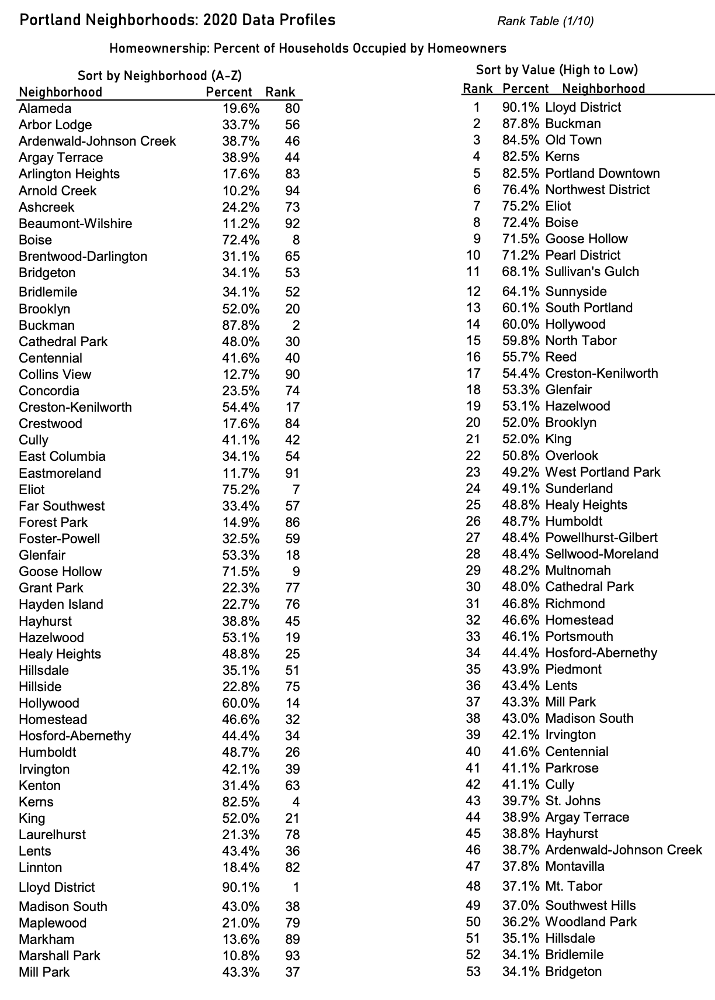 Portland Neighborhoods: 2020 Data Profiles Rank Table (1/10)
Homeownership: Percent of Households Occupied by Homeowners
Sort by Neighborhood (A-Z)
Neighborhood Percent Rank
Alameda 19.6% 80
Arbor Lodge 33.7% 56
Ardenwald-Johnson Creek 38.7% 46
Argay Terrace 38.9% 44
Arlington Heights 17.6% 83
Arnold Creek 10.2% 94
Ashcreek 24.2% 73
Beaumont-Wilshire 11.2% 92
Boise 72.4% 8
Brentwood-Darlington 31.1% 65
Bridgeton 34.1% 53
Bridlemile 34.1% 52
Brooklyn 52.0% 20
Buckman 87.8% 2
Cathedral Park 48.0% 30
Centennial 41.6% 40
Collins View 12.7% 90
Concordia 23.5% 74
Creston-Kenilworth 54.4% 17
Crestwood 17.6% 84
Cully 41.1% 42
East Columbia 34.1% 54
Eastmoreland 11.7% 91
Eliot 75.2% 7
Far Southwest 33.4% 57
Forest Park 14.9% 86
Foster-Powell 32.5% 59
Glenfair 53.3% 18
Goose Hollow 71.5% 9
Grant Park 22.3% 77
Hayden Island 22.7% 76
Hayhurst 38.8% 45
Hazelwood 53.1% 19
Healy Heights 48.8% 25
Hillsdale 35.1% 51
Hillside 22.8% 75
Hollywood 60.0% 14
Homestead 46.6% 32
Hosford-Abernethy 44.4% 34
Humboldt 48.7% 26
Irvington 42.1% 39
Kenton 31.4% 63
Kerns 82.5% 4
King 52.0% 21
Laurelhurst 21.3% 78
Lents 43.4% 36
Linnton 18.4% 82
Lloyd District 90.1% 1
Madison South 43.0% 38
Maplewood 21.0% 79
Markham 13.6% 89
Marshall Park 10.8% 93
Mill Park 43.3% 37
Sort by Value (High to Low)
Rank Percent Neighborhood
1 90.1% Lloyd District
2 87.8% Buckman
3 84.5% Old Town
4 82.5% Kerns
5 82.5% Portland Downtown
6 76.4% Northwest District
7 75.2% Eliot
8 72.4% Boise
9 71.5% Goose Hollow
10 71.2% Pearl District
11 68.1% Sullivan's Gulch
12 64.1% Sunnyside
13 60.1% South Portland
14 60.0% Hollywood
15 59.8% North Tabor
16 55.7% Reed
17 54.4% Creston-Kenilworth
18 53.3% Glenfair
19 53.1% Hazelwood
20 52.0% Brooklyn
21 52.0% King
22 50.8% Overlook
23 49.2% West Portland Park
24 49.1% Sunderland
25 48.8% Healy Heights
26 48.7% Humboldt
27 48.4% Powellhurst-Gilbert
28 48.4% Sellwood-Moreland
29 48.2% Multnomah
30 48.0% Cathedral Park
31 46.8% Richmond
32 46.6% Homestead
33 46.1% Portsmouth
34 44.4% Hosford-Abernethy
35 43.9% Piedmont
36 43.4% Lents
37 43.3% Mill Park
38 43.0% Madison South
39 42.1% Irvington
40 41.6% Centennial
41 41.1% Parkrose
42 41.1% Cully
43 39.7% St. Johns
44 38.9% Argay Terrace
45 38.8% Hayhurst
46 38.7% Ardenwald-Johnson Creek
47 37.8% Montavilla
48 37.1% Mt. Tabor
49 37.0% Southwest Hills
50 36.2% Woodland Park
51 35.1% Hillsdale
52 34.1% Bridlemile
53 34.1% Bridgeton